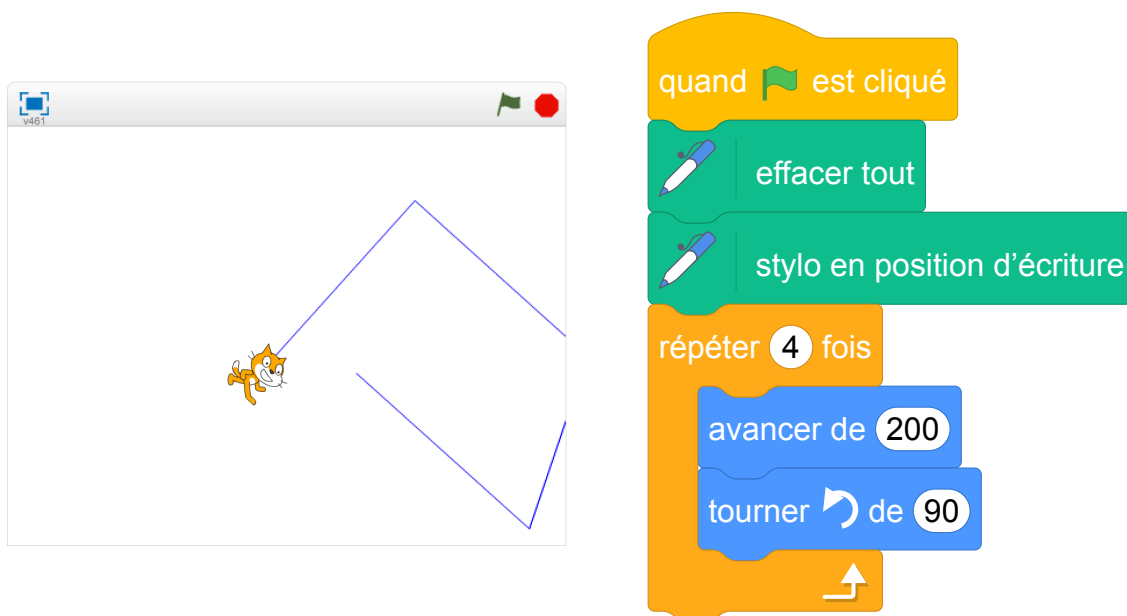 v461
quand est cliqué
effacer tout
stylo en position d’écriture
répéter 4 fois
avancer de 200
tourner de 90